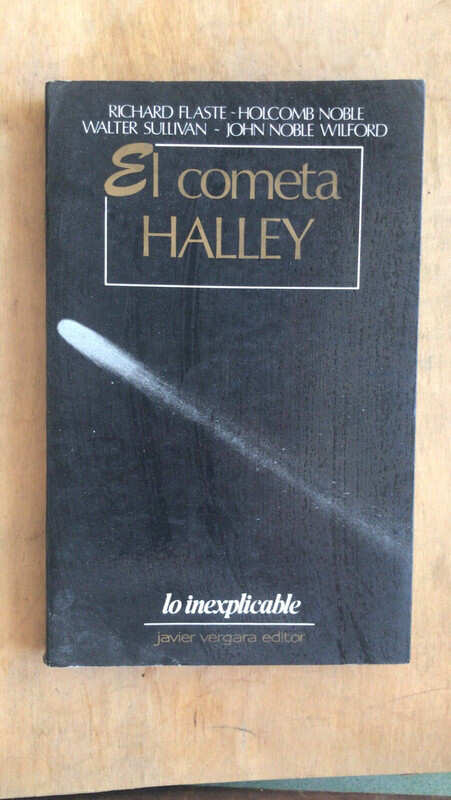 RICHARD FLASTE - HOLCOMB NOBLE
WALTER SULLIVAN - JOHN NOBLE WILFORD
El cometa
HALLEY
lo inexplicable
javier vergara editor